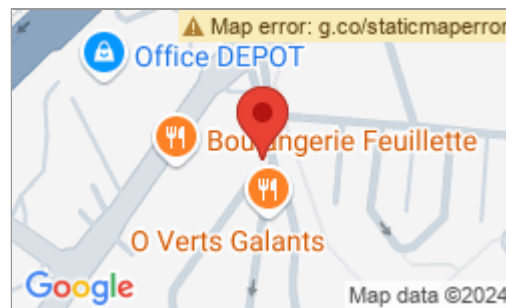 Map error: g.co/staticmaperror
Office DEPOT
Boulangerie Feuillette
O Verts Galants
Google
Map data ©2024